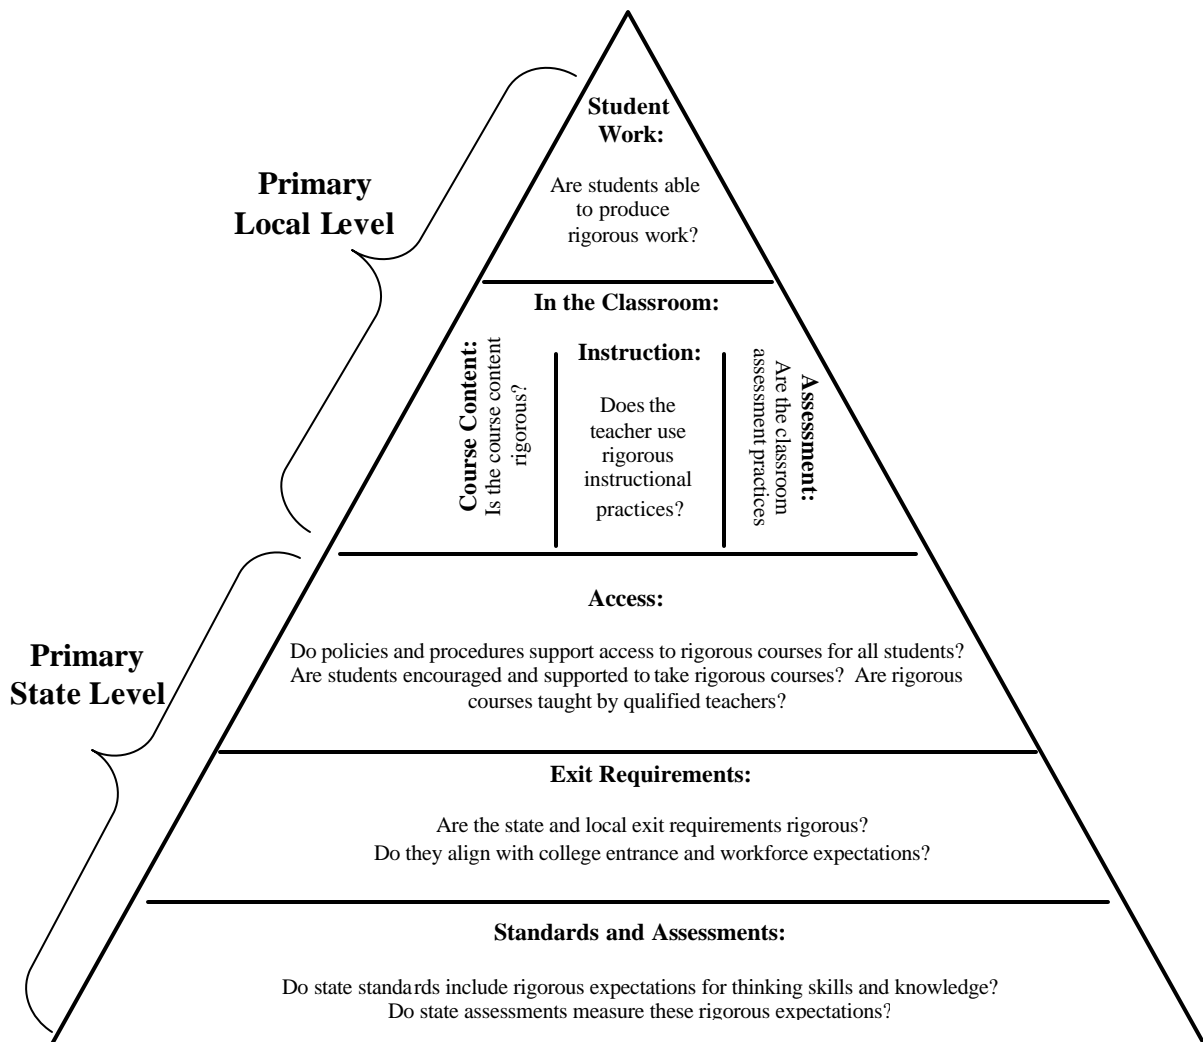 Student
Work:
Are students able
to produce
rigorous work?
Primary
Local Level
In the Classroom:
Course Content:
Is the course content
rigorous?
Instruction:
Does the
teacher use
rigorous
instructional
practices?
Assessment:
Are the classroom
assessment practices
Access:
Do policies and procedures support access to rigorous courses for all students?
Are students encouraged and supported to take rigorous courses? Are rigorous
courses taught by qualified teachers?
Primary
State Level
Exit Requirements:
Are the state and local exit requirements rigorous?
Do they align with college entrance and workforce expectations?
Standards and Assessments:
Do state standards include rigorous expectations for thinking skills and knowledge?
Do state assessments measure these rigorous expectations?